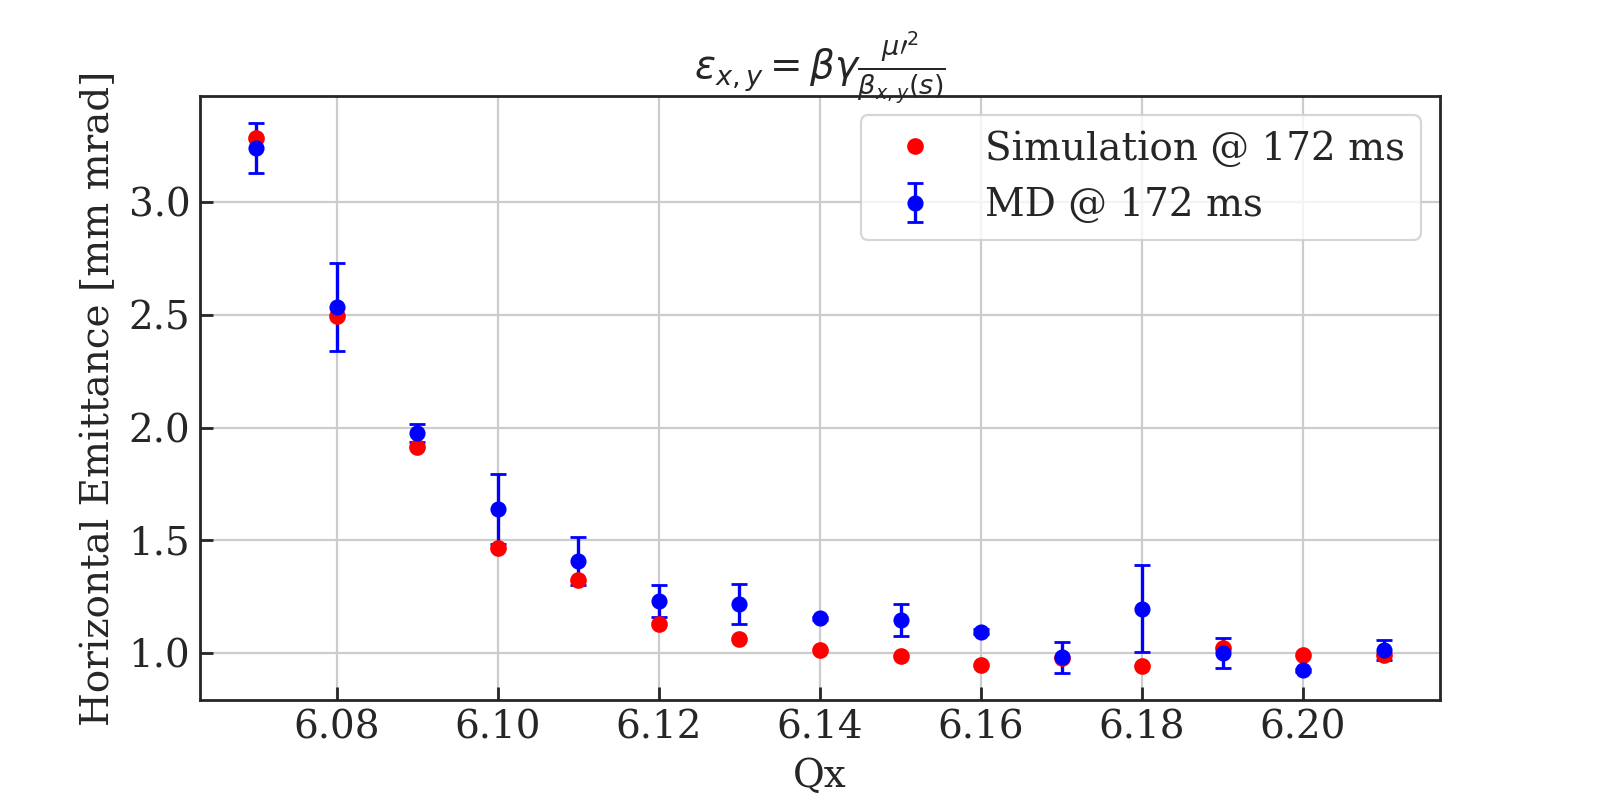 ε_{x,y} = βγ \frac{μ′^2}{β_{x,y}(s)}
Simulation @ 172 ms
MD @ 172 ms
Horizontal Emittance [mm mrad]
3.0
2.5
2.0
1.5
1.0
6.08 6.10 6.12 6.14 6.16 6.18 6.20
Qx